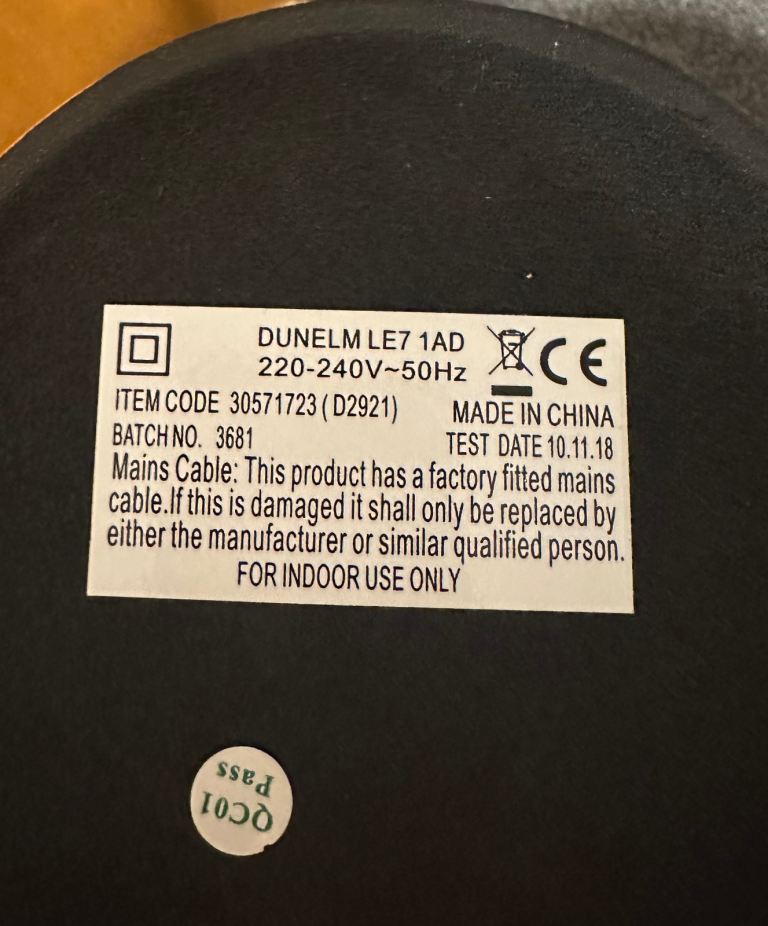 DUNELM LE7 1AD
220-240V~50Hz
CE
ITEM CODE 30571723 (D2921)
MADE IN CHINA
BATCH NO. 3681
TEST DATE 10.11.18
Mains Cable: This product has a factory fitted mains
cable.If this is damaged it shall only be replaced by
either the manufacturer or similar qualified person.
FOR INDOOR USE ONLY
QC01
Pass